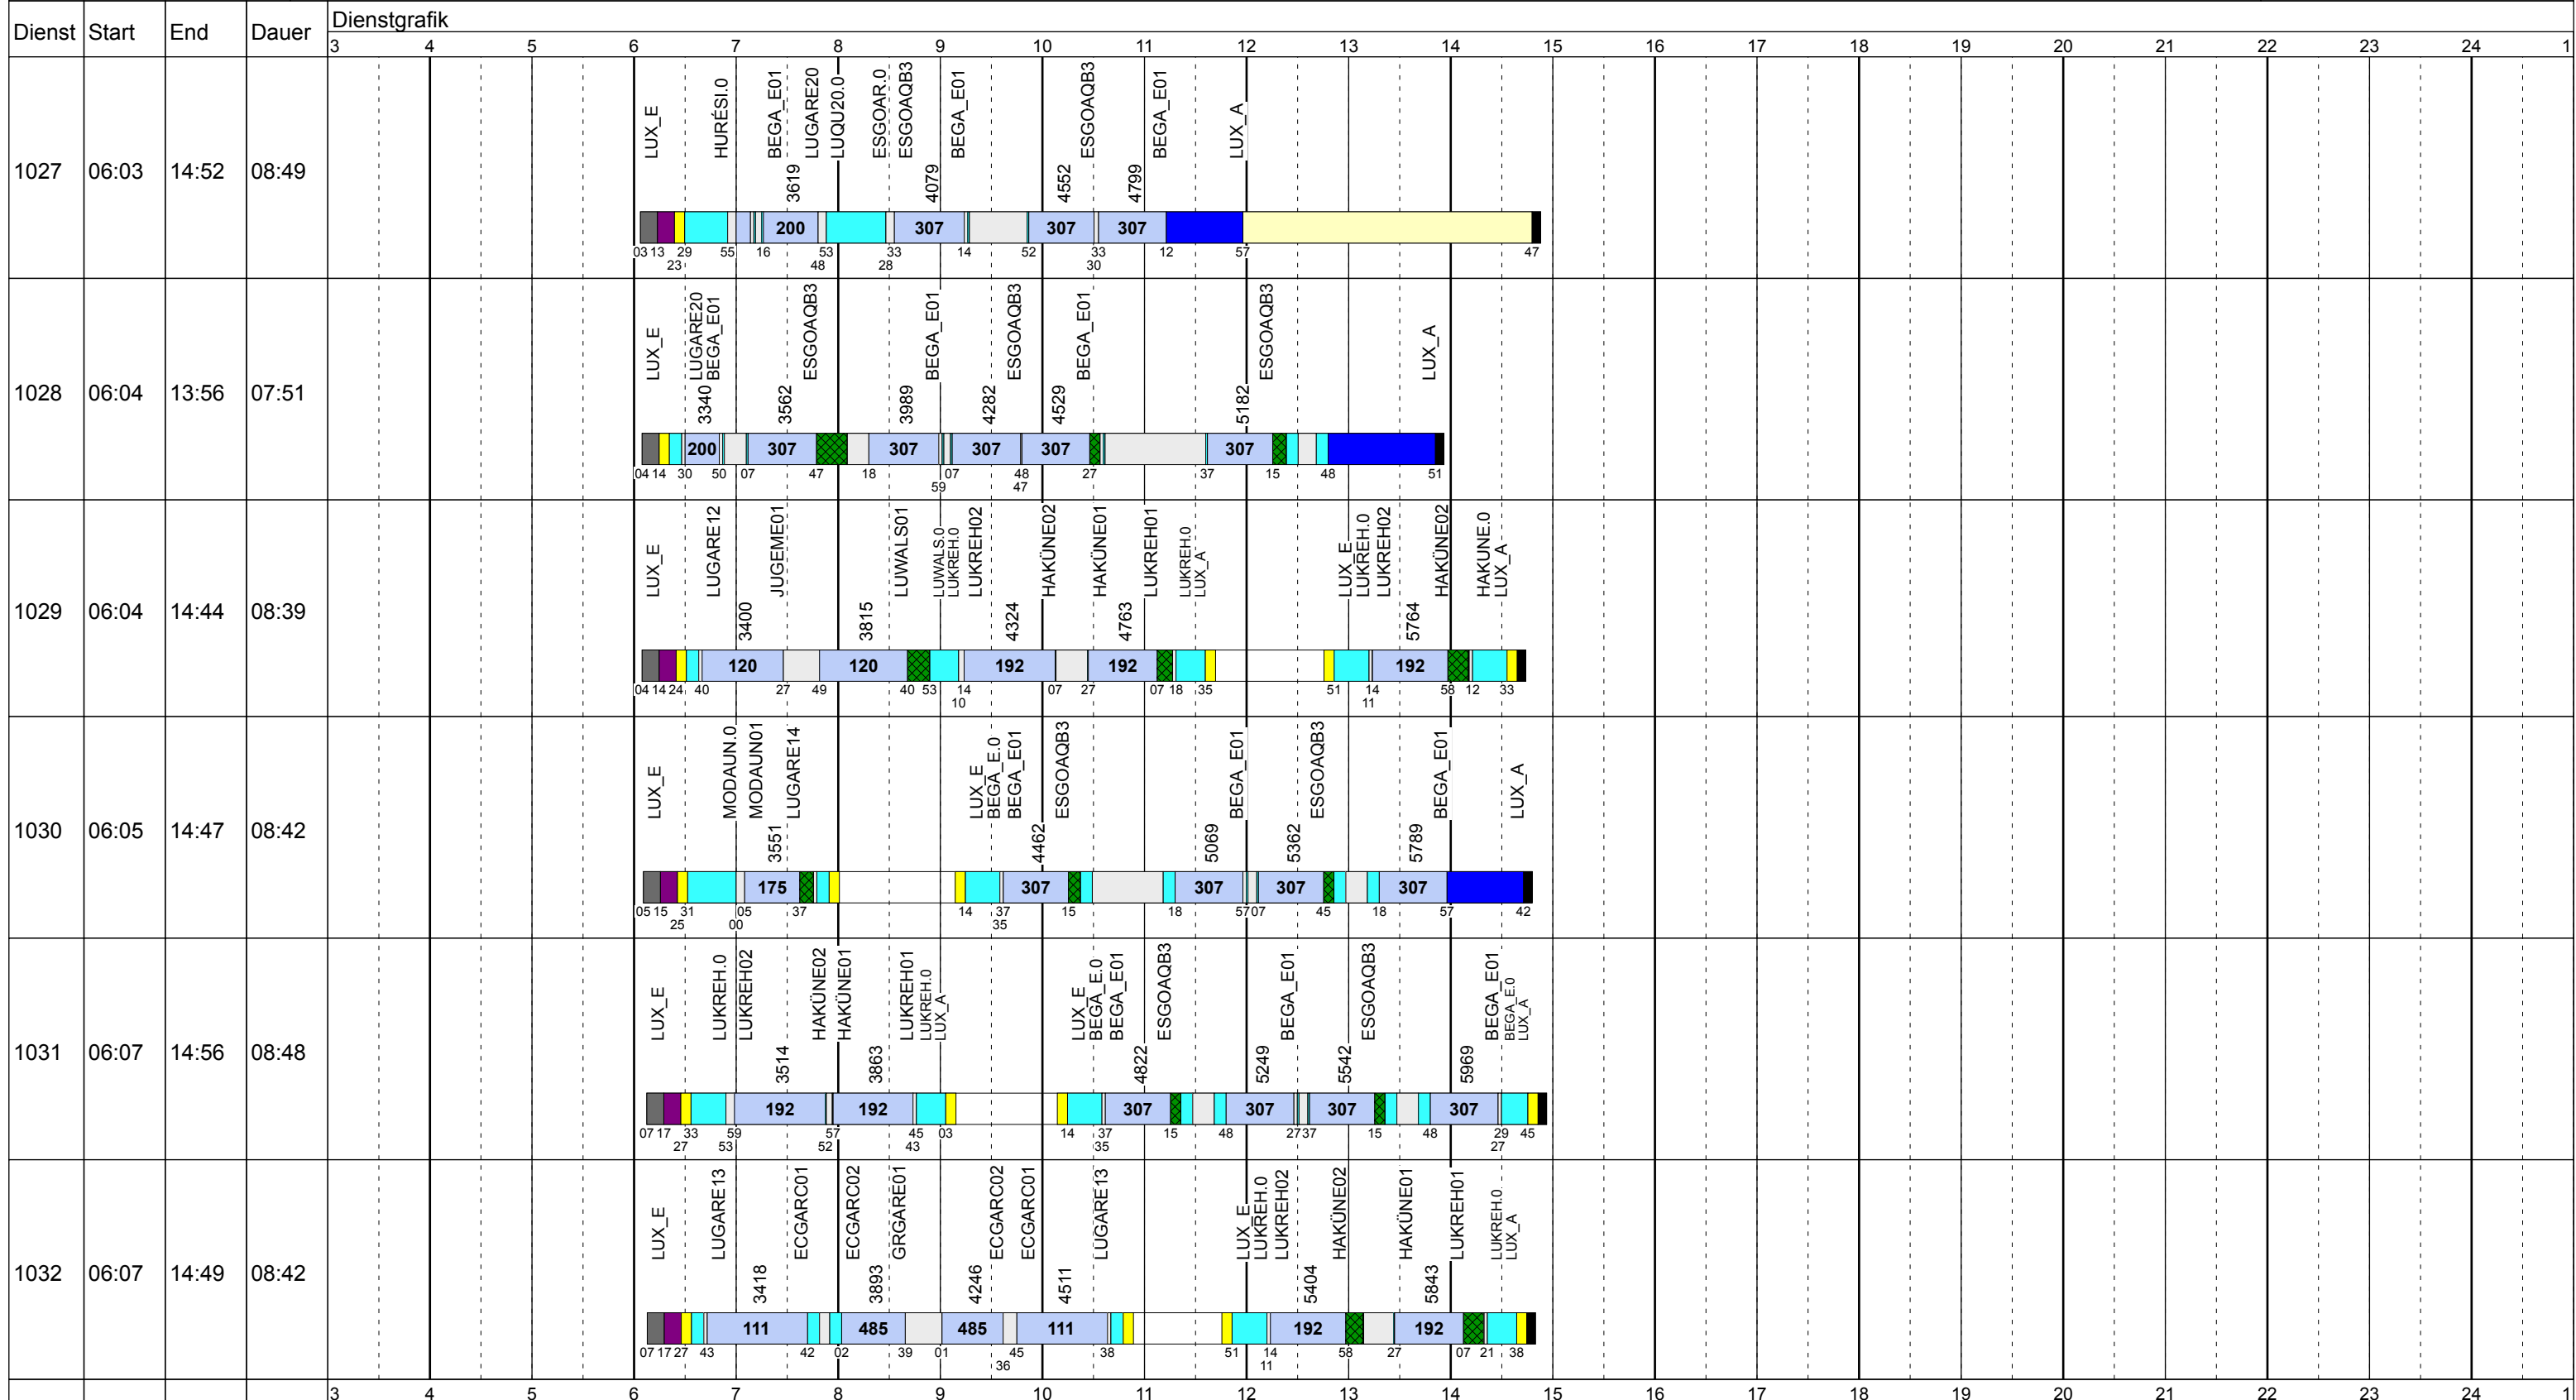 Dienst Start End Dauer Dienstgrafik
3 4 5 6 7 8 9 10 11 12 13 14 15 16 17 18 19 20 21 22 23 24 1
LUX_E HURÉSI.0 BEGA_E01 LUGARE20 LUQU20.0 ESGOAR.0 ESGOAQB3 BEGA_E01 ESGOAQB3 BEGA_E01 LUX_A
3619 4079 4552 4799
1027 06:03 14:52 08:49
200 307 307 307
03 13 29 55 16 53 33 14 52 33 12 57 47
23 48 28 30
LUX_E LUGARE20 BEGA_E01 ESGOAQB3 BEGA_E01 ESGOAQB3 BEGA_E01 ESGOAQB3 LUX_A
3340 3562 3989 4282 4529 5182
1028 06:04 13:56 07:51
200 307 307 307 307 307
04 14 30 50 07 47 18 07 48 27 37 15 48 51
59 47
LUX_E LUGARE12 JUGEME01 LUWALS01 LUWALS.0 LUKREH.0 LUKREH02 HAKÜNE02 HAKÜNE01 LUKREH01 LUKREH.0 LUX_A LUX_E LUKREH.0 LUKREH02 HAKÜNE02 HAKÜNE.0 LUX_A
3400 3815 4324 4763 5764
1029 06:04 14:44 08:39
120 120 192 192 192
04 14 24 40 27 49 40 53 14 07 27 07 18 35 51 14 58 12 33
10 11
LUX_E MODAUN.0 MODAUN01 LUGARE14 LUX_E BEGA_E.0 BEGA_E01 ESGOAQB3 BEGA_E01 ESGOAQB3 BEGA_E01 LUX_A
3551 4462 5069 5362 5789
1030 06:05 14:47 08:42
175 307 307 307 307
05 15 31 05 37 14 37 15 18 57 07 45 18 57 42
25 00 35
LUX_E LUKREH.0 LUKREH02 HAKÜNE02 HAKÜNE01 LUKREH01 LUKREH.0 LUX_A LUX_E BEGA_E.0 BEGA_E01 ESGOAQB3 BEGA_E01 ESGOAQB3 BEGA_E01 BEGA_E.0 LUX_A
3514 3863 4822 5249 5542 5969
1031 06:07 14:56 08:48
192 192 307 307 307 307
07 17 33 59 57 45 03 14 37 15 48 27 37 15 48 29 45
27 53 52 43 35 27
LUX_E LUGARE13 ECGARC01 ECGARC02 GRGARE01 ECGARC02 ECGARC01 LUGARE13 LUX_E LUKREH.0 LUKREH02 HAKÜNE02 HAKÜNE01 LUKREH01 LUKREH.0 LUX_A
3418 3893 4246 4511 5404 5843
1032 06:07 14:49 08:42
111 485 485 111 192 192
07 17 27 43 42 02 39 01 45 38 51 14 58 27 07 21 38
36 11
3 4 5 6 7 8 9 10 11 12 13 14 15 16 17 18 19 20 21 22 23 24 1